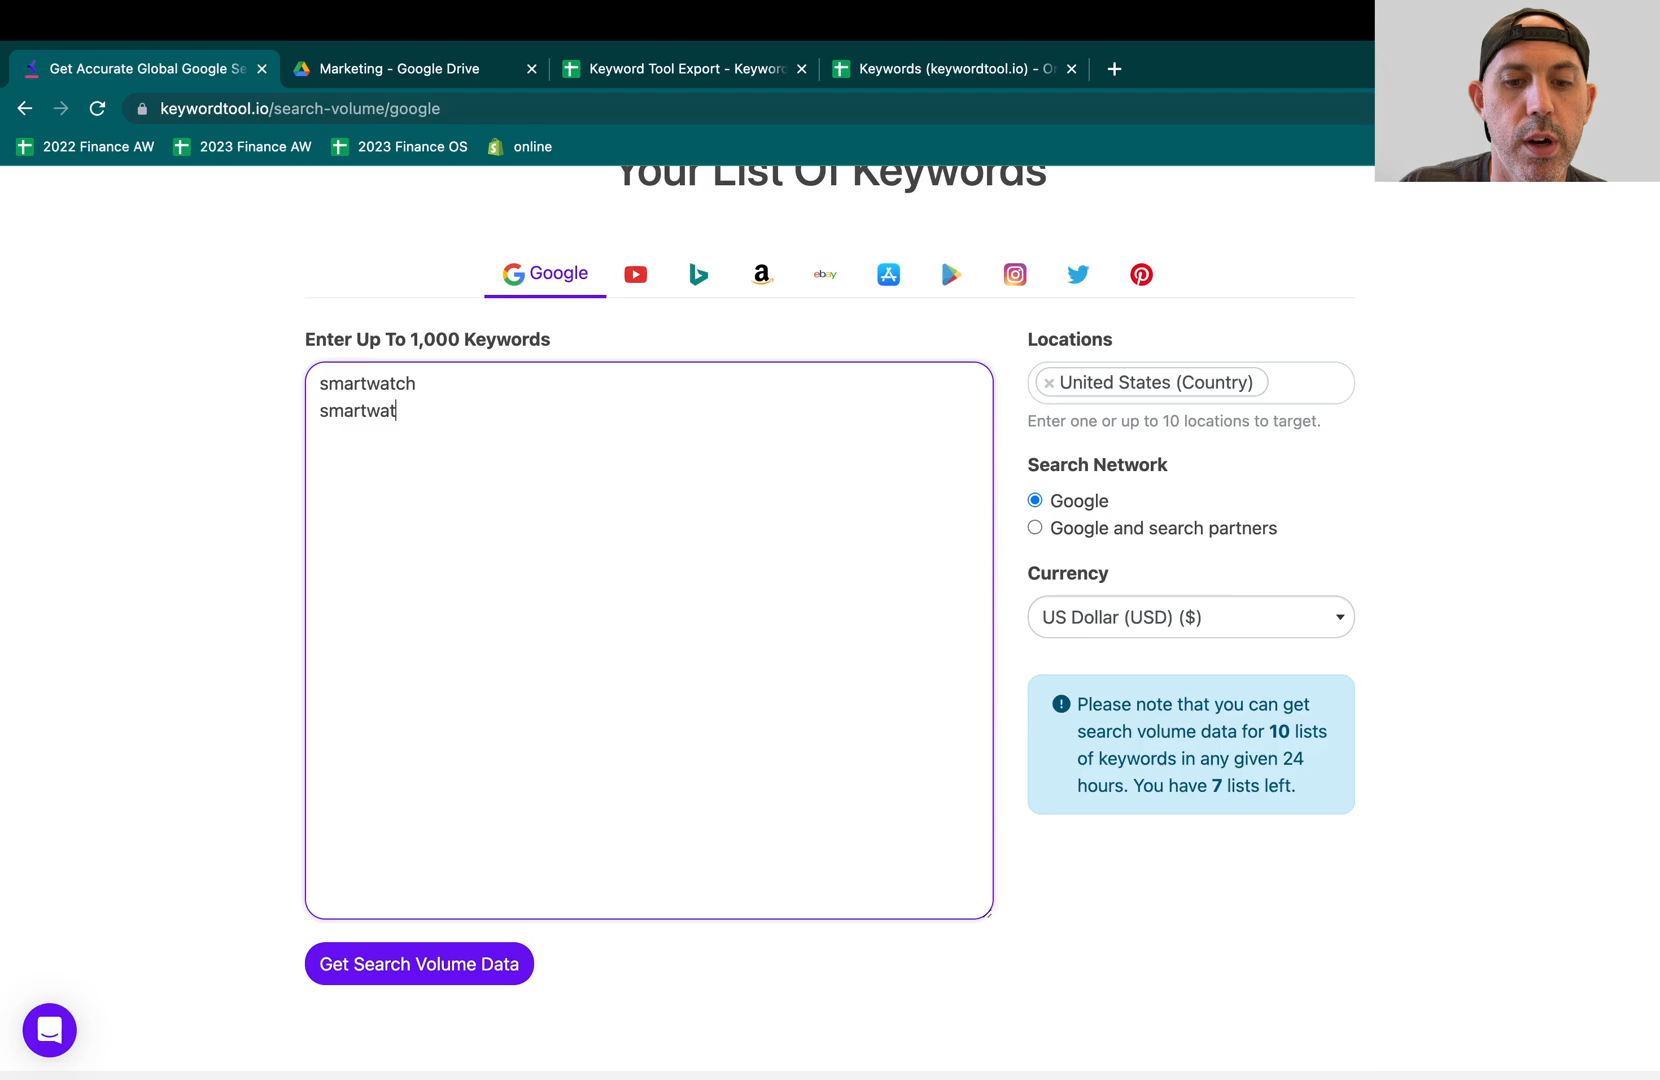 Get Accurate Global Google Se
Marketing - Google Drive
Keyword Tool Export - Keyword
Keywords (keywordtool.io) - O
keywordtool.io/search-volume/google
2022 Finance AW
2023 Finance AW
2023 Finance OS
online
Your List Of Keywords
Google
a
ebay
Enter Up To 1,000 Keywords
smartwatch
smartwat
Get Search Volume Data
Locations
× United States (Country)
Enter one or up to 10 locations to target.
Search Network
Google
Google and search partners
Currency
US Dollar (USD) ($)
Please note that you can get
search volume data for 10 lists
of keywords in any given 24
hours. You have 7 lists left.